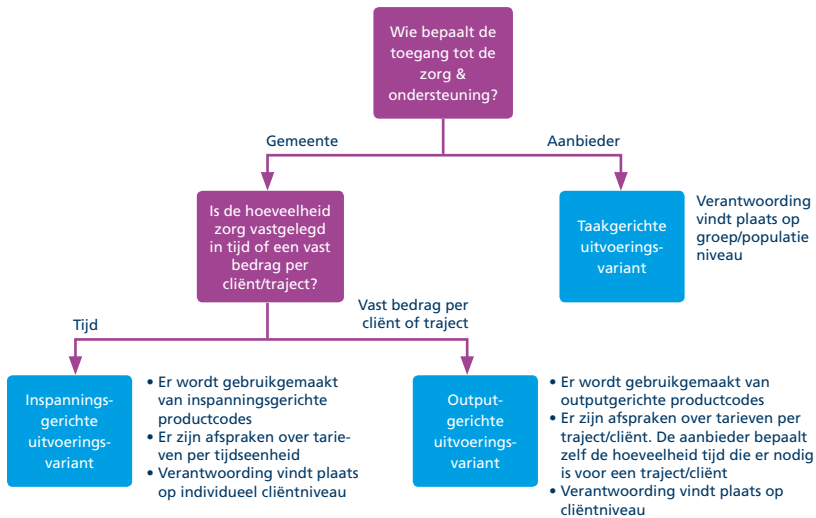 Wie bepaalt de
toegang tot de
zorg &
ondersteuning?
Gemeente
Aanbieder
Is de hoeveelheid
zorg vastgelegd
in tijd of een vast
bedrag per
cliënt/traject?
Taakgerichte
uitvoerings-
variant
Verantwoording
vindt plaats op
groep/populatie
niveau
Tijd
Vast bedrag per
cliënt of traject
Inspannings-
gerichte
uitvoerings-
variant
• Er wordt gebruikgemaakt
van inspanningsgerichte
productcodes
• Er zijn afspraken over tarie-
ven per tijdseenheid
• Verantwoording vindt plaats
op individueel cliëntniveau
Output-
gerichte
uitvoerings-
variant
• Er wordt gebruikgemaakt van
outputgerichte productcodes
• Er zijn afspraken over tarieven per
traject/cliënt. De aanbieder bepaalt
zelf de hoeveelheid tijd die er nodig
is voor een traject/cliënt
• Verantwoording vindt plaats op
cliëntniveau